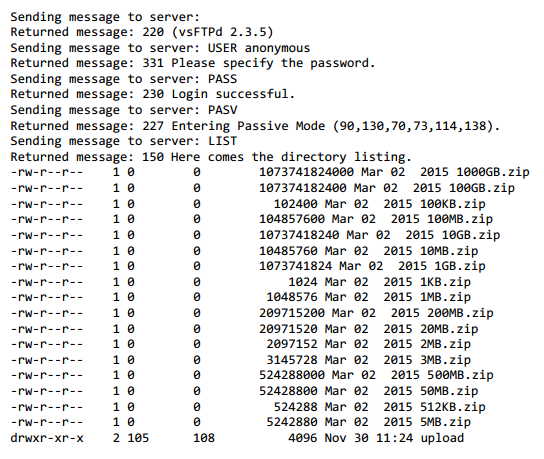 Sending message to server:
Returned message: 220 (vsFTPd 2.3.5)
Sending message to server: USER anonymous
Returned message: 331 Please specify the password.
Sending message to server: PASS
Returned message: 230 Login successful.
Sending message to server: PASV
Returned message: 227 Entering Passive Mode (90,130,70,73,114,138).
Sending message to server: LIST
Returned message: 150 Here comes the directory listing.
-rw-r--r--    1 0        0        1073741824000 Mar 02  2015 1000GB.zip
-rw-r--r--    1 0        0        107374182400 Mar 02  2015 100GB.zip
-rw-r--r--    1 0        0          102400 Mar 02  2015 100KB.zip
-rw-r--r--    1 0        0        104857600 Mar 02  2015 100MB.zip
-rw-r--r--    1 0        0        10737418240 Mar 02  2015 10GB.zip
-rw-r--r--    1 0        0        10485760 Mar 02  2015 10MB.zip
-rw-r--r--    1 0        0        1073741824 Mar 02  2015 1GB.zip
-rw-r--r--    1 0        0            1024 Mar 02  2015 1KB.zip
-rw-r--r--    1 0        0         1048576 Mar 02  2015 1MB.zip
-rw-r--r--    1 0        0        209715200 Mar 02  2015 200MB.zip
-rw-r--r--    1 0        0        20971520 Mar 02  2015 20MB.zip
-rw-r--r--    1 0        0         2097152 Mar 02  2015 2MB.zip
-rw-r--r--    1 0        0         3145728 Mar 02  2015 3MB.zip
-rw-r--r--    1 0        0        524288000 Mar 02  2015 500MB.zip
-rw-r--r--    1 0        0        52428800 Mar 02  2015 50MB.zip
-rw-r--r--    1 0        0          524288 Mar 02  2015 512KB.zip
-rw-r--r--    1 0        0         5242880 Mar 02  2015 5MB.zip
drwxr-xr-x    2 105      108          4096 Nov 30 11:24 upload